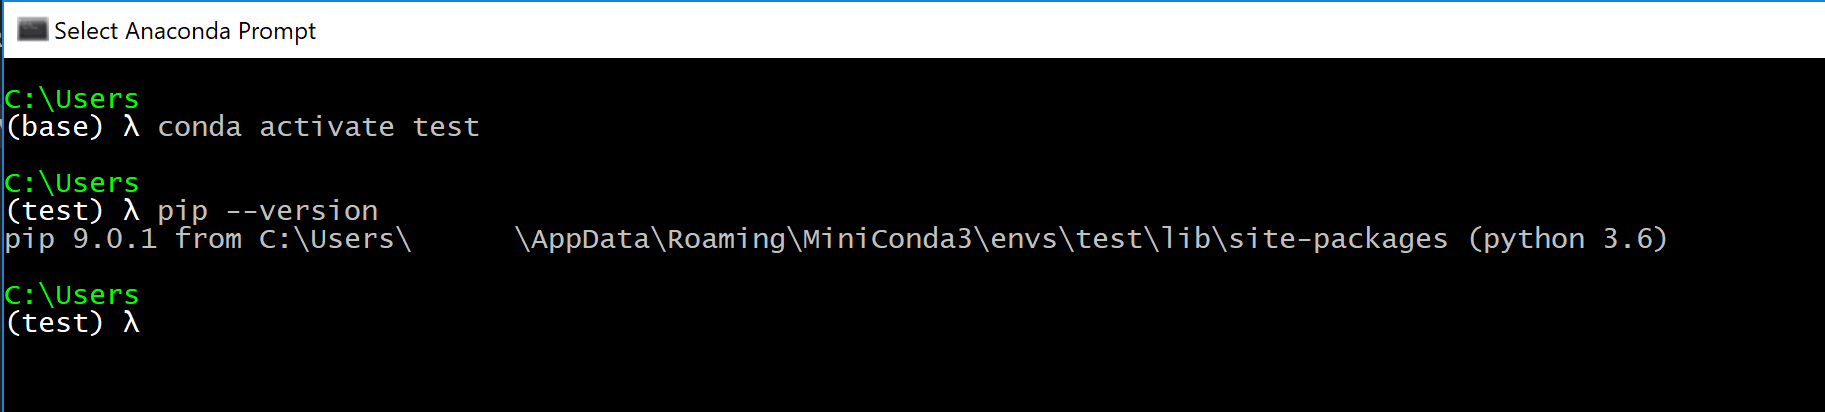 Select Anaconda Prompt
C:\Users
(base) λ conda activate test
C:\Users
(test) λ pip --version
pip 9.0.1 from C:\Users\      \AppData\Roaming\MiniConda3\envs\test\lib\site-packages (python 3.6)
C:\Users
(test) λ